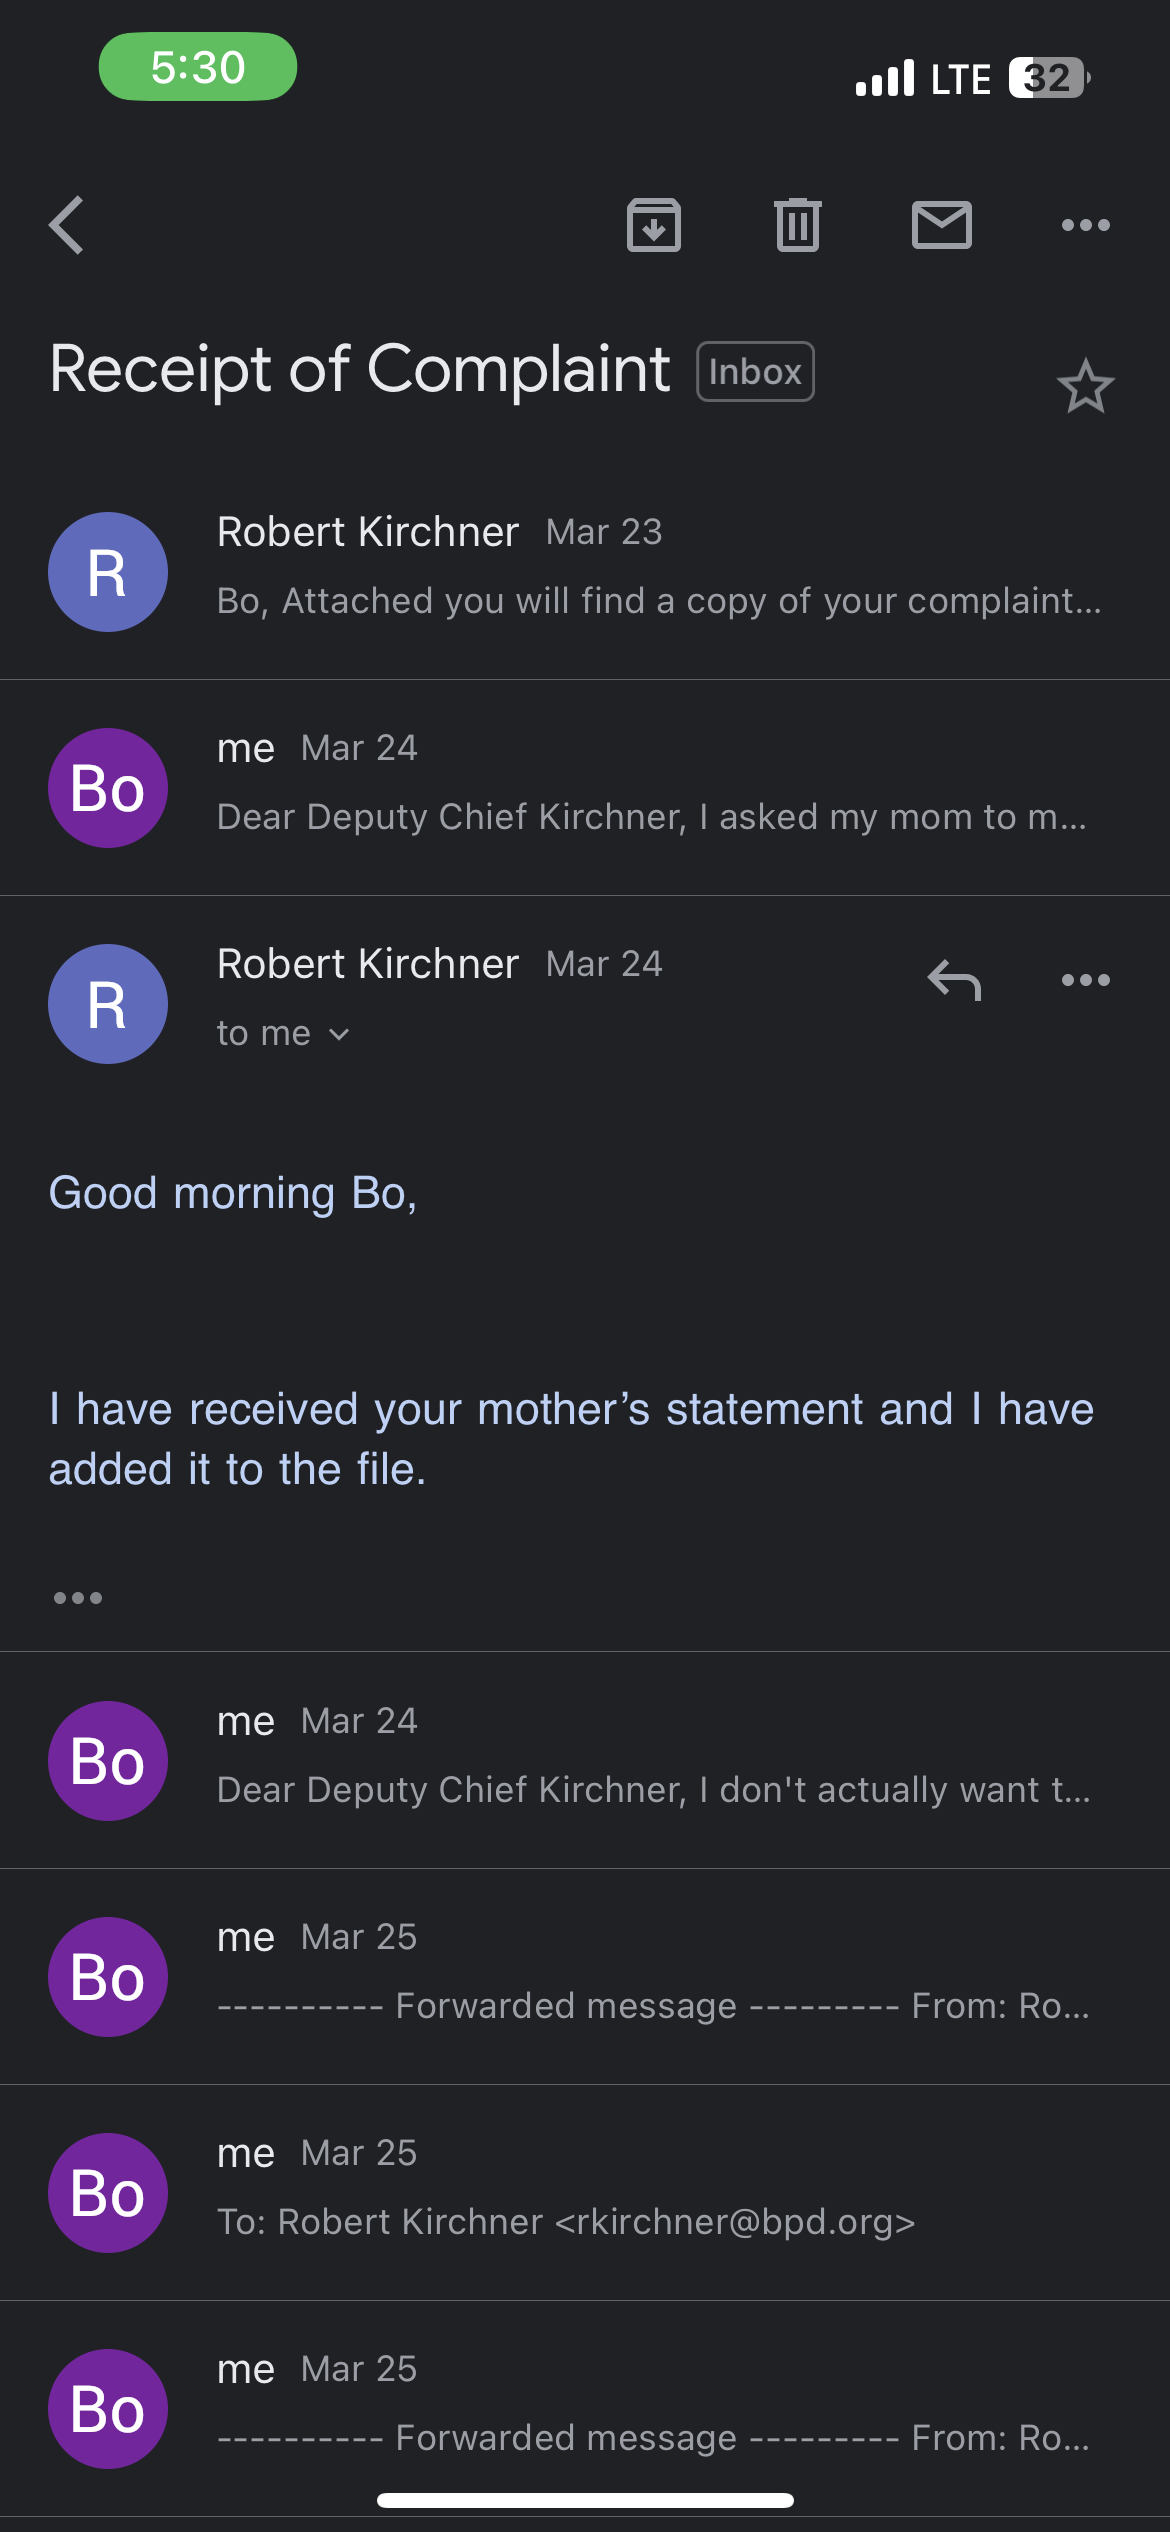 5:30
LTE 32
Receipt of Complaint Inbox
R
Robert Kirchner Mar 23
Bo, Attached you will find a copy of your complaint...
Bo
me Mar 24
Dear Deputy Chief Kirchner, I asked my mom to m...
R
Robert Kirchner Mar 24
to me
Good morning Bo,
I have received your mother’s statement and I have
added it to the file.
Bo
me Mar 24
Dear Deputy Chief Kirchner, I don't actually want t...
Bo
me Mar 25
---------- Forwarded message --------- From: Ro...
Bo
me Mar 25
To: Robert Kirchner <rkirchner@bpd.org>
Bo
me Mar 25
---------- Forwarded message --------- From: Ro...